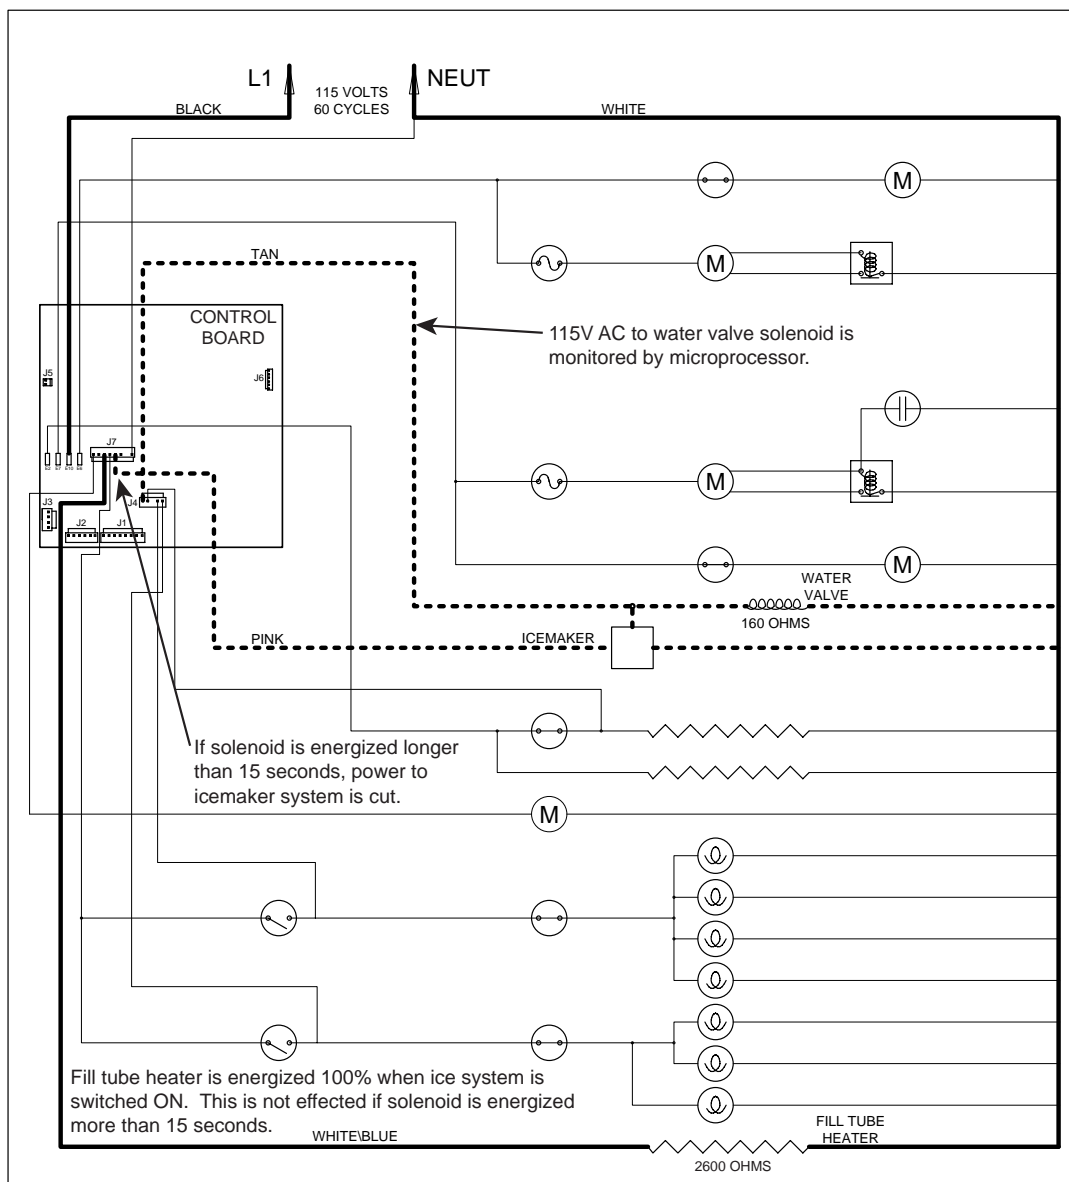 L1
NEUT
115 VOLTS
60 CYCLES
BLACK
WHITE
M
TAN
M
CONTROL
BOARD
115V AC to water valve solenoid is
monitored by microprocessor.
J5
J6
J7
M
J3
J4
J2
J1
M
WATER
VALVE
160 OHMS
PINK
ICEMAKER
If solenoid is energized longer
than 15 seconds, power to
icemaker system is cut.
M
Fill tube heater is energized 100% when ice system is
switched ON. This is not effected if solenoid is energized
more than 15 seconds.
WHITE\BLUE
FILL TUBE
HEATER
2600 OHMS